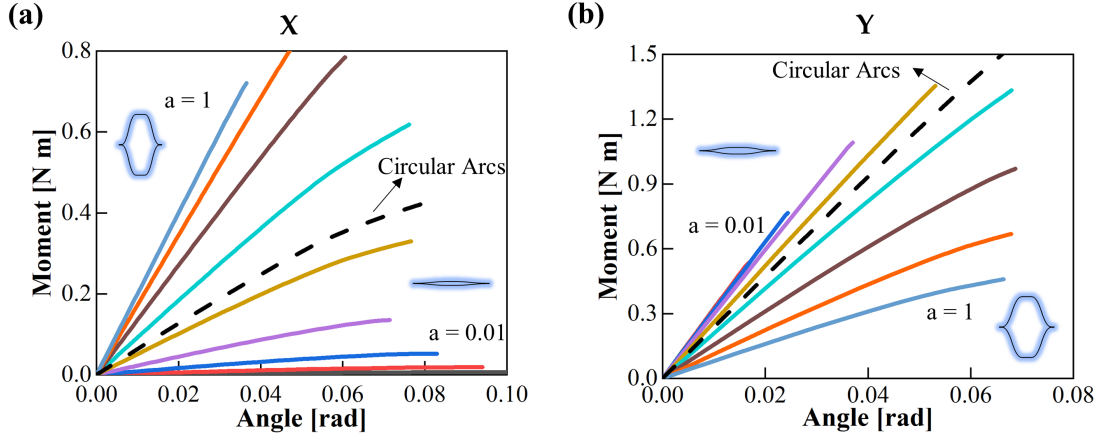 (a)
X
Moment [N m]
0.8
0.6
0.4
0.2
0.0
a = 1
Circular Arcs
a = 0.01
0.00 0.02 0.04 0.06 0.08 0.10
Angle [rad]
(b)
Y
Moment [N m]
1.5
1.2
0.9
0.6
0.3
0.0
Circular Arcs
a = 0.01
a = 1
0.00 0.02 0.04 0.06 0.08
Angle [rad]